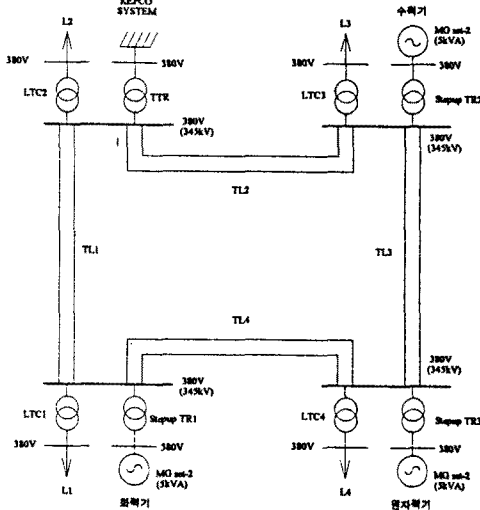 KEPCO
SYSTEM
L2
380V
380V
LTC2
TTR
380V
(345kV)
L3
수력기
MG set-2
(5kVA)
380V
380V
LTC3
Stepup TR2
380V
(345kV)
TL2
TL1
TL3
TL4
380V
(345kV)
LTC1
Stepup TR1
380V
380V
MG set-2
(5kVA)
L1
화력기
380V
(345kV)
LTC4
Stepup TR3
380V
380V
MG set-2
(5kVA)
L4
원자력기